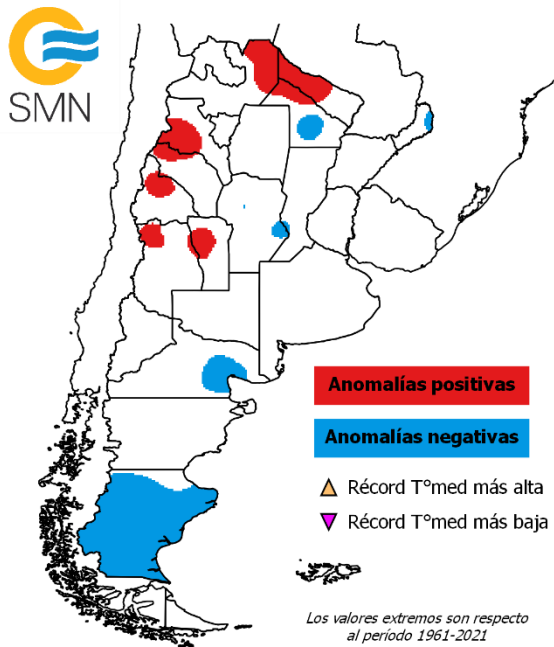 SMN
Anomalías positivas
Anomalías negativas
Récord T°med más alta
Récord T°med más baja
Los valores extremos son respecto
al período 1961-2021